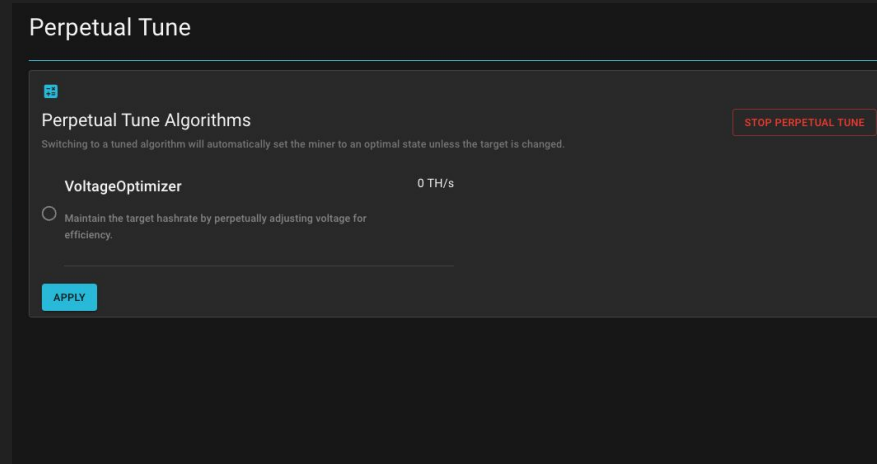 Perpetual Tune
Perpetual Tune Algorithms
STOP PERPETUAL TUNE
Switching to a tuned algorithm will automatically set the miner to an optimal state unless the target is changed.
VoltageOptimizer
0 TH/s
Maintain the target hashrate by perpetually adjusting voltage for
efficiency.
APPLY